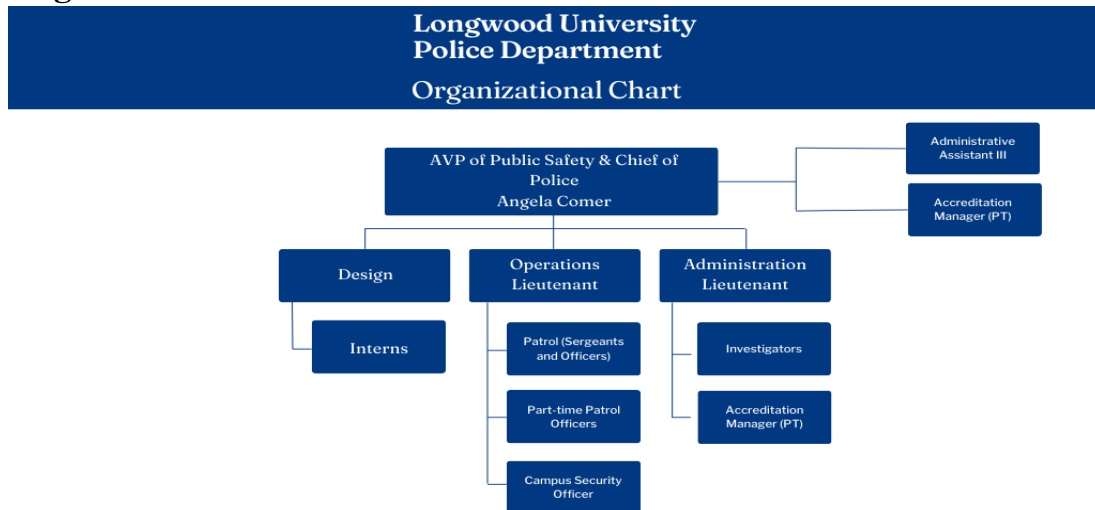 Longwood University
Police Department
Organizational Chart
Administrative
Assistant III
AVP of Public Safety & Chief of
Police
Angela Comer
Accreditation
Manager (PT)
Design
Operations
Lieutenant
Administration
Lieutenant
Interns
Patrol (Sergeants
and Officers)
Investigators
Part-time Patrol
Officers
Accreditation
Manager (PT)
Campus Security
Officer